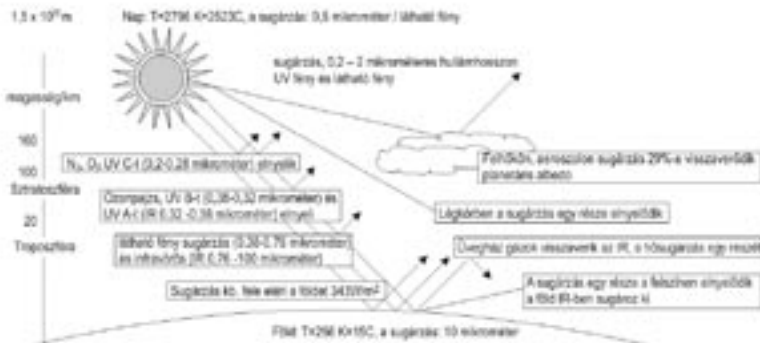 1,5 x 10¹¹ m
Nap: T=2796 K=2523C, a sugárzás: 0,5 mikrométer / látható fény
sugárzás, 0,2 – 2 mikrométeres hullámhosszon
UV fény és látható fény
magasság/km
160
100
Sztratoszféra
20
Troposzféra
N₂, O₂ UV C-t (0,2-0,28 mikrométer) elnyelik
Felhőkön, aeroszolon sugárzás 29%-a visszaverődik
planetáris albedó
Ózonpajzs, UV B-t (0,28-0,32 mikrométer) és
UV A-t (IR 0,32 -0,36 mikrométer) elnyel
Légkörben a sugárzás egy része elnyelődik
látható fény sugárzás (0,38-0,76 mikrométer)
és infravörös (IR 0,76 -100 mikrométer)
Üvegház gázok visszaverik az IR, a hősugárzás egy részét
Sugárzás kb. fele eléri a földet 343W/m²
A sugárzás egy része a felszínen elnyelődik
a föld IR-ben sugároz ki
Föld: T=288 K=15C, a sugárzás: 10 mikrométer